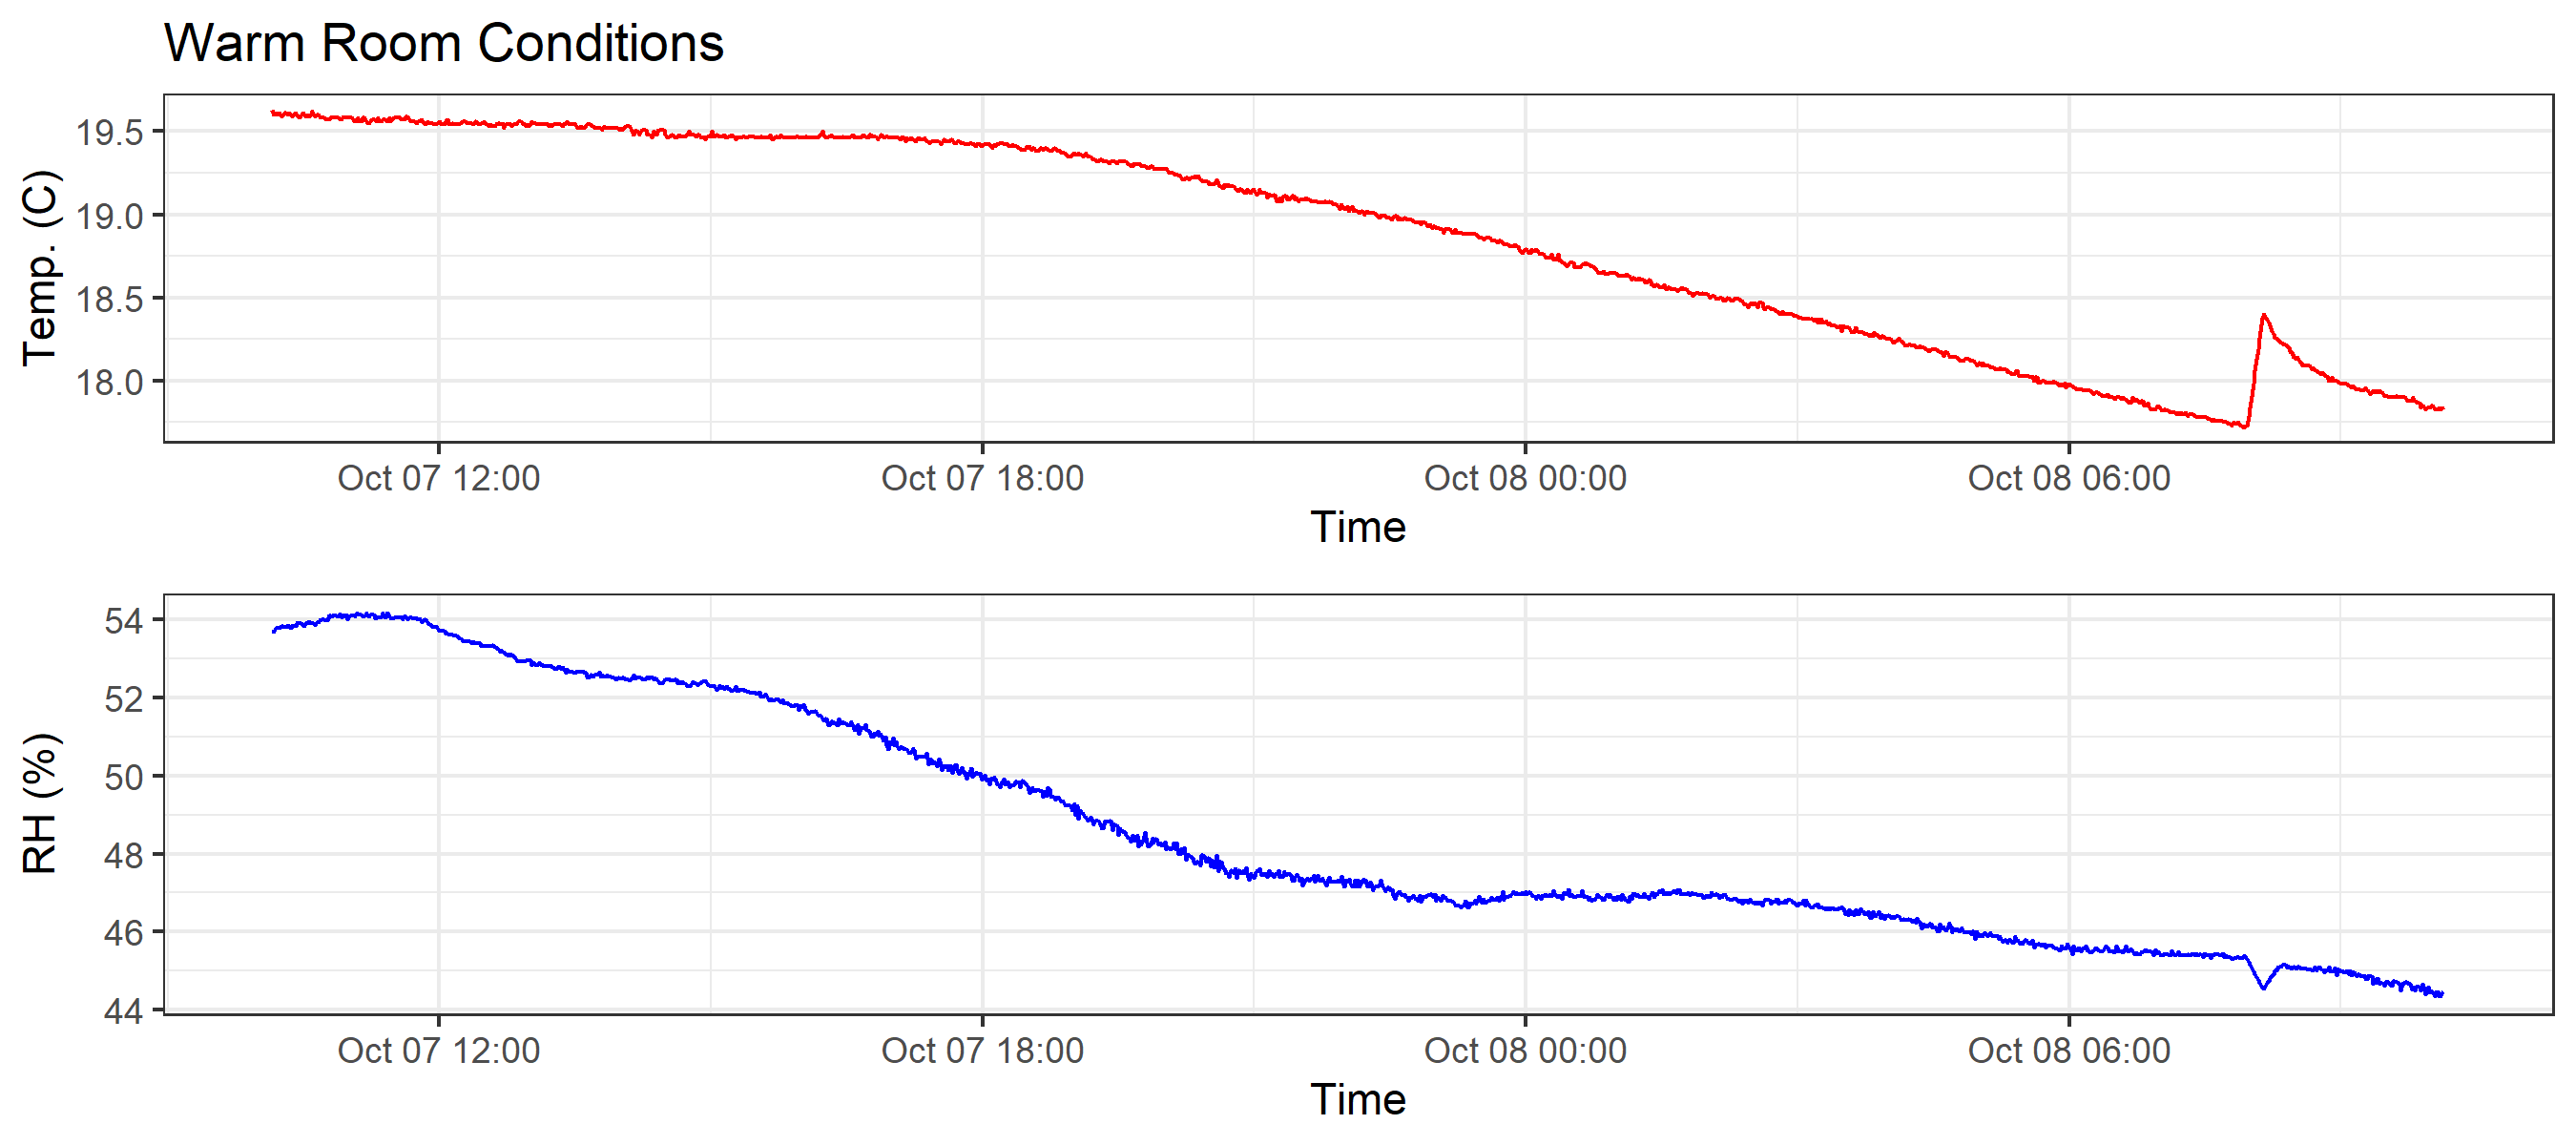 Warm Room Conditions
Temp. (C)
19.5
19.0
18.5
18.0
Oct 07 12:00 Oct 07 18:00 Oct 08 00:00 Oct 08 06:00
Time
RH (%)
54
52
50
48
46
44
Oct 07 12:00 Oct 07 18:00 Oct 08 00:00 Oct 08 06:00
Time